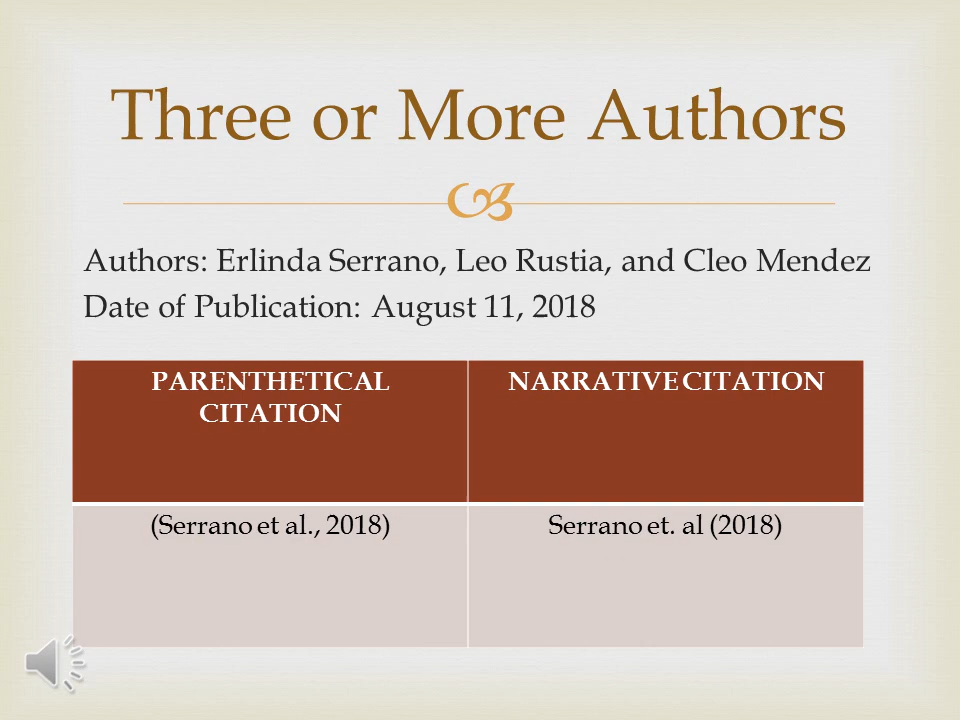 Three or More Authors
Authors: Erlinda Serrano, Leo Rustia, and Cleo Mendez
Date of Publication: August 11, 2018
PARENTHETICAL
CITATION
NARRATIVE CITATION
(Serrano et al., 2018)
Serrano et. al (2018)